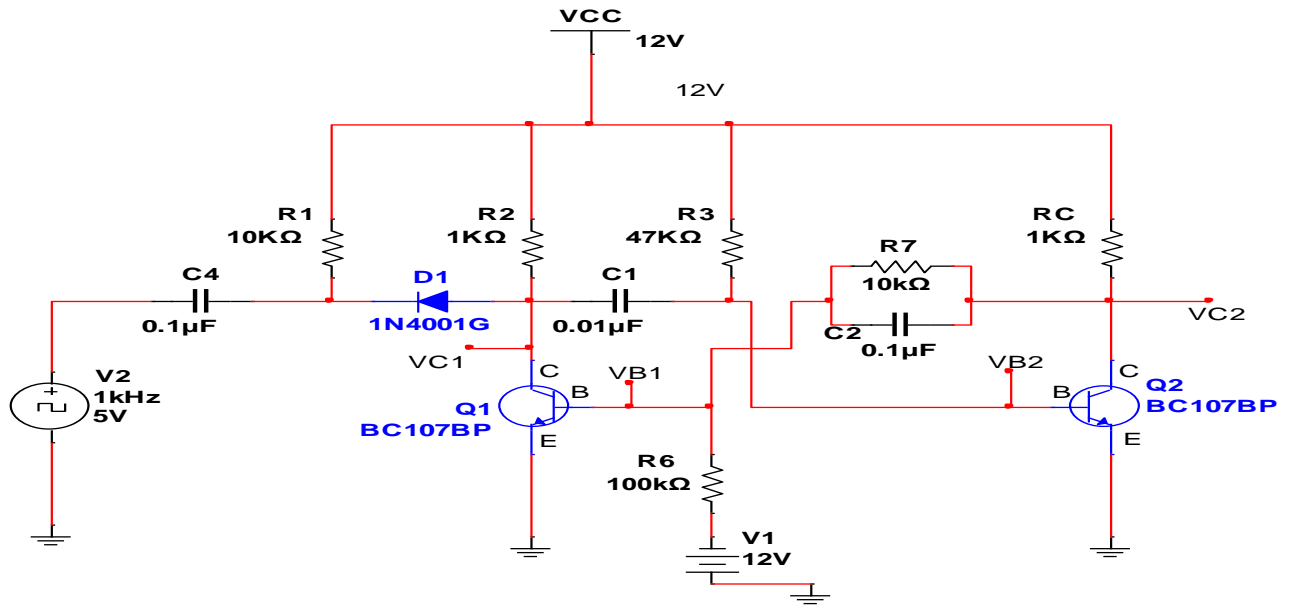 VCC
12V
12V
R1
10KΩ
R2
1KΩ
R3
47KΩ
RC
1KΩ
R7
10kΩ
C4
0.1µF
D1
1N4001G
C1
0.01µF
C2
0.1µF
VC2
VC1
VB1
VB2
V2
1kHz
5V
+
C
B
E
Q1
BC107BP
C
B
E
Q2
BC107BP
R6
100kΩ
V1
12V